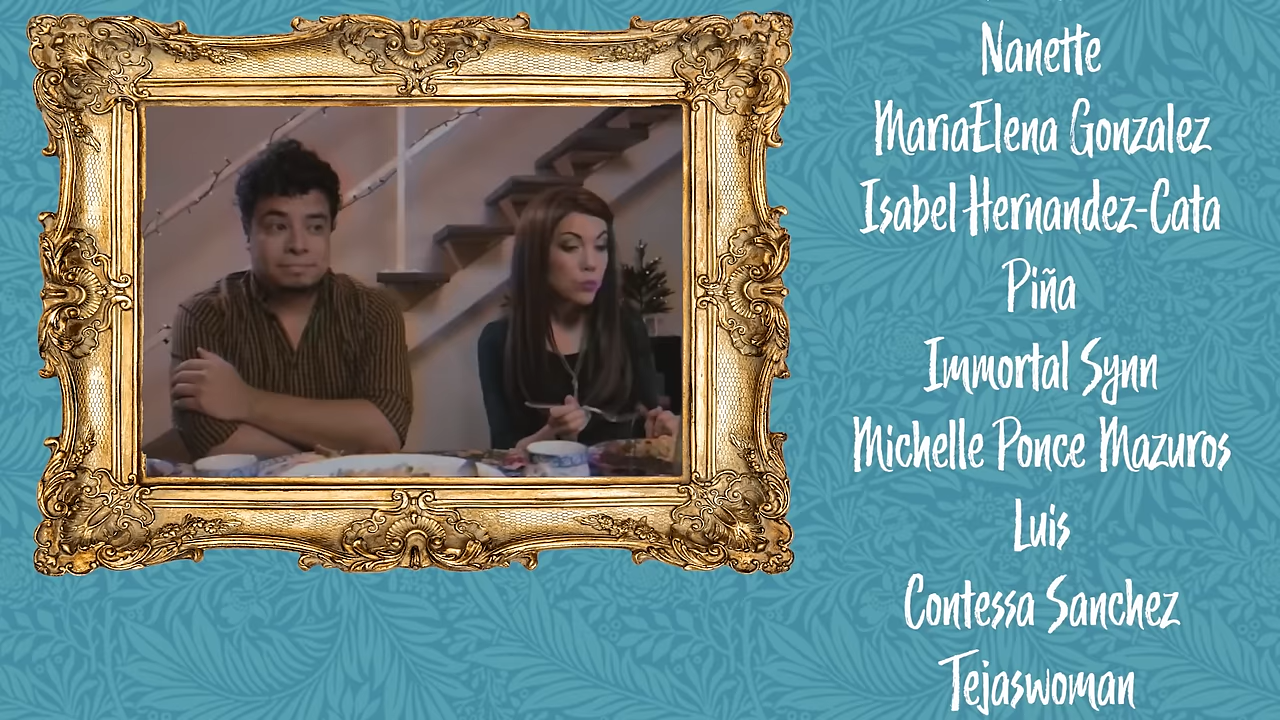 Nanette
MariaElena Gonzalez
Isabel Hernandez-Cata
Piña
Immortal Synn
Michelle Ponce Mazuros
Luis
Contessa Sanchez
Tejaswoman